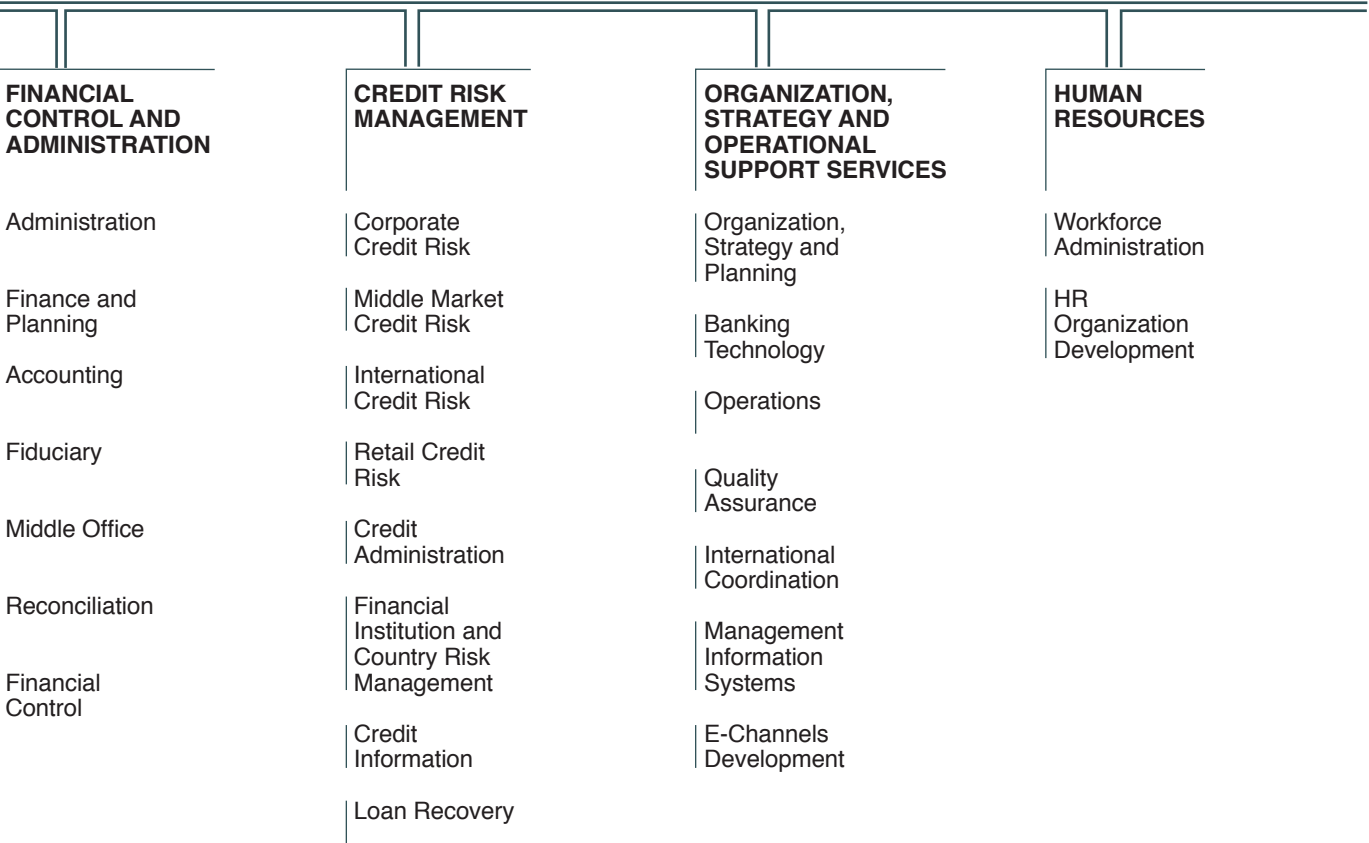 FINANCIAL
CONTROL AND
ADMINISTRATION
Administration
Finance and
Planning
Accounting
Fiduciary
Middle Office
Reconciliation
Financial
Control
CREDIT RISK
MANAGEMENT
Corporate
Credit Risk
Middle Market
Credit Risk
International
Credit Risk
Retail Credit
Risk
Credit
Administration
Financial
Institution and
Country Risk
Management
Credit
Information
Loan Recovery
ORGANIZATION,
STRATEGY AND
OPERATIONAL
SUPPORT SERVICES
Organization,
Strategy and
Planning
Banking
Technology
Operations
Quality
Assurance
International
Coordination
Management
Information
Systems
E-Channels
Development
HUMAN
RESOURCES
Workforce
Administration
HR
Organization
Development